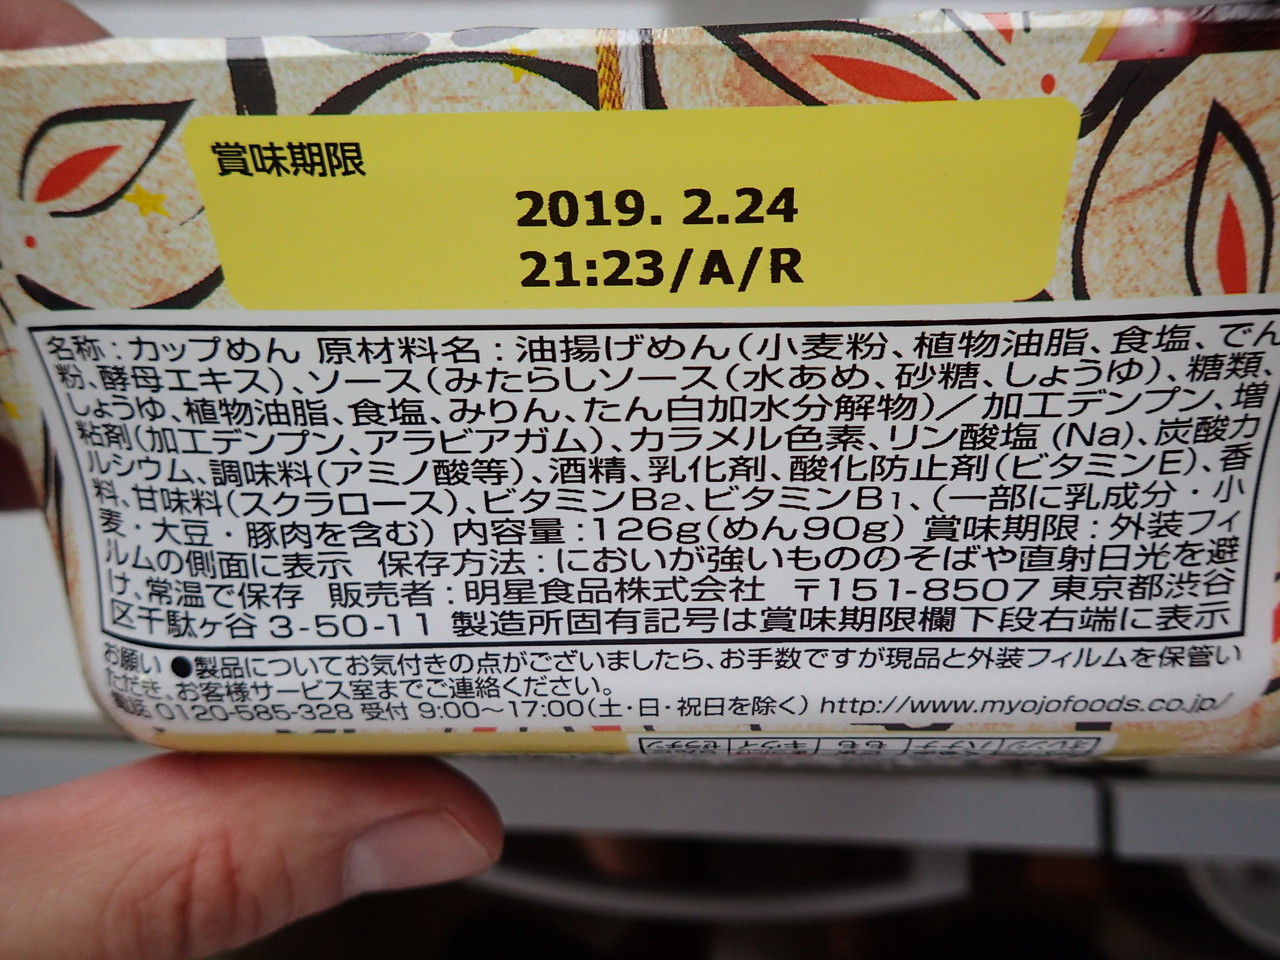 賞味期限
2019. 2.24
21:23/A/R
名称：カップめん 原材料名：油揚げめん（小麦粉、植物油脂、食塩、でん
粉、酵母エキス）、ソース（みたらしソース（水あめ、砂糖、しょうゆ）、糖類、
しょうゆ、植物油脂、食塩、みりん、たん白加水分解物）／加工デンプン、増
粘剤（加工デンプン、アラビアガム）、カラメル色素、リン酸塩(Na)、炭酸カ
ルシウム、調味料（アミノ酸等）、酒精、乳化剤、酸化防止剤（ビタミンE）、香
料、甘味料（スクラロース）、ビタミンB2、ビタミンB1、（一部に乳成分・小
麦・大豆・豚肉を含む）内容量：126g（めん90g）賞味期限：外装フィ
ルムの側面に表示 保存方法：においが強いもののそばや直射日光を避
け、常温で保存 販売者：明星食品株式会社 〒151-8507 東京都渋谷
区千駄ヶ谷 3-50-11 製造所固有記号は賞味期限欄下段右端に表示
お願い ●製品についてお気付きの点がございましたら、お手数ですが現品と外装フィルムを保管い
ただき、お客様サービス室までご連絡ください。
電話 0120-585-328 受付 9:00～17:00（土・日・祝日を除く）http://www.myojofoods.co.jp/